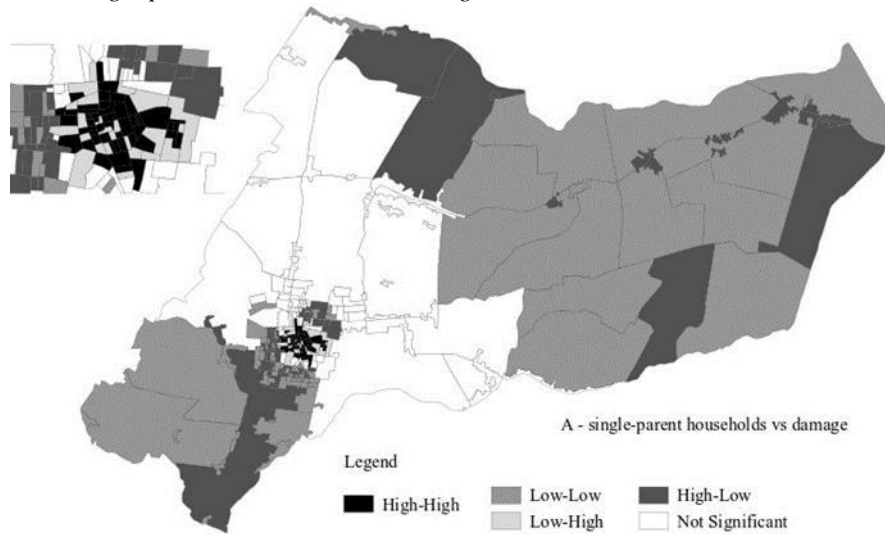 A - single-parent households vs damage
Legend
High-High
Low-Low
High-Low
Low-High
Not Significant